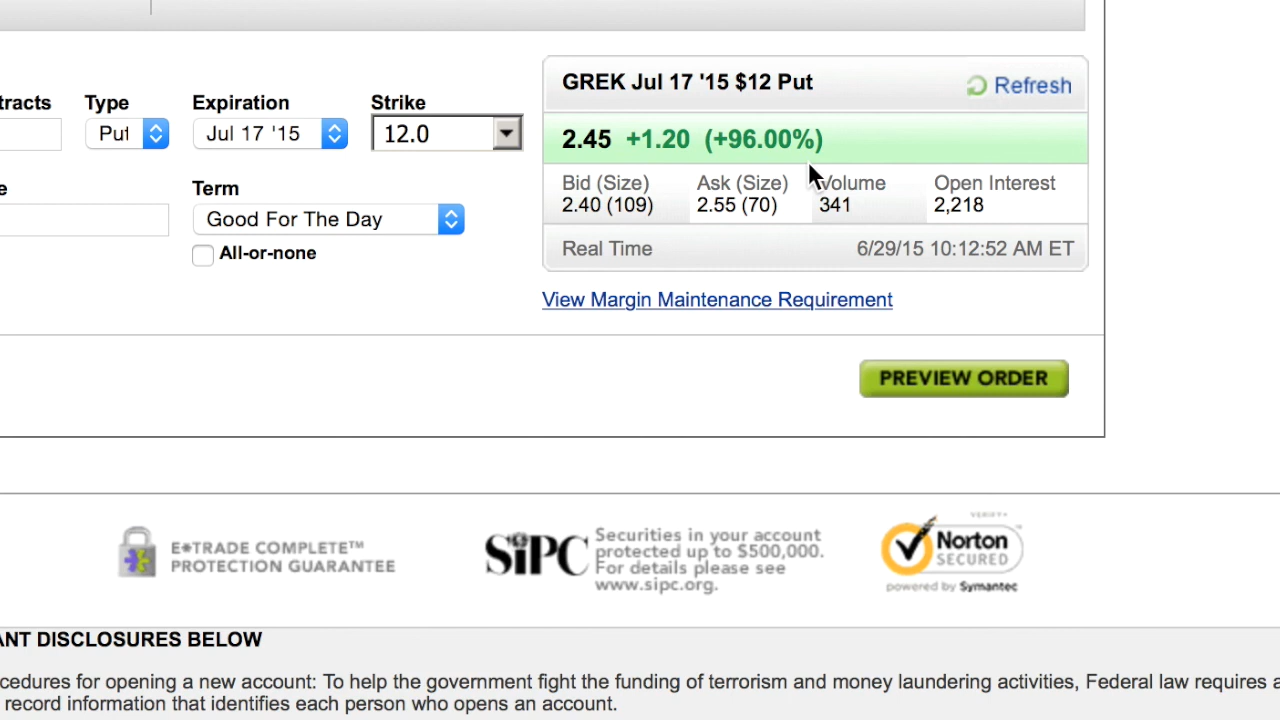 tracts Type Expiration Strike
Put Jul 17 '15 12.0
e Term
Good For The Day
All-or-none
GREK Jul 17 '15 $12 Put Refresh
2.45 +1.20 (+96.00%)
Bid (Size) Ask (Size) Volume Open Interest
2.40 (109) 2.55 (70) 341 2,218
Real Time 6/29/15 10:12:52 AM ET
View Margin Maintenance Requirement
PREVIEW ORDER
E*TRADE COMPLETE™
PROTECTION GUARANTEE
SiPC
Securities in your account
protected up to $500,000.
For details please see
www.sipc.org.
VERIFY▸
Norton™
SECURED
powered by Symantec
ANT DISCLOSURES BELOW
cedures for opening a new account: To help the government fight the funding of terrorism and money laundering activities, Federal law requires a
record information that identifies each person who opens an account.